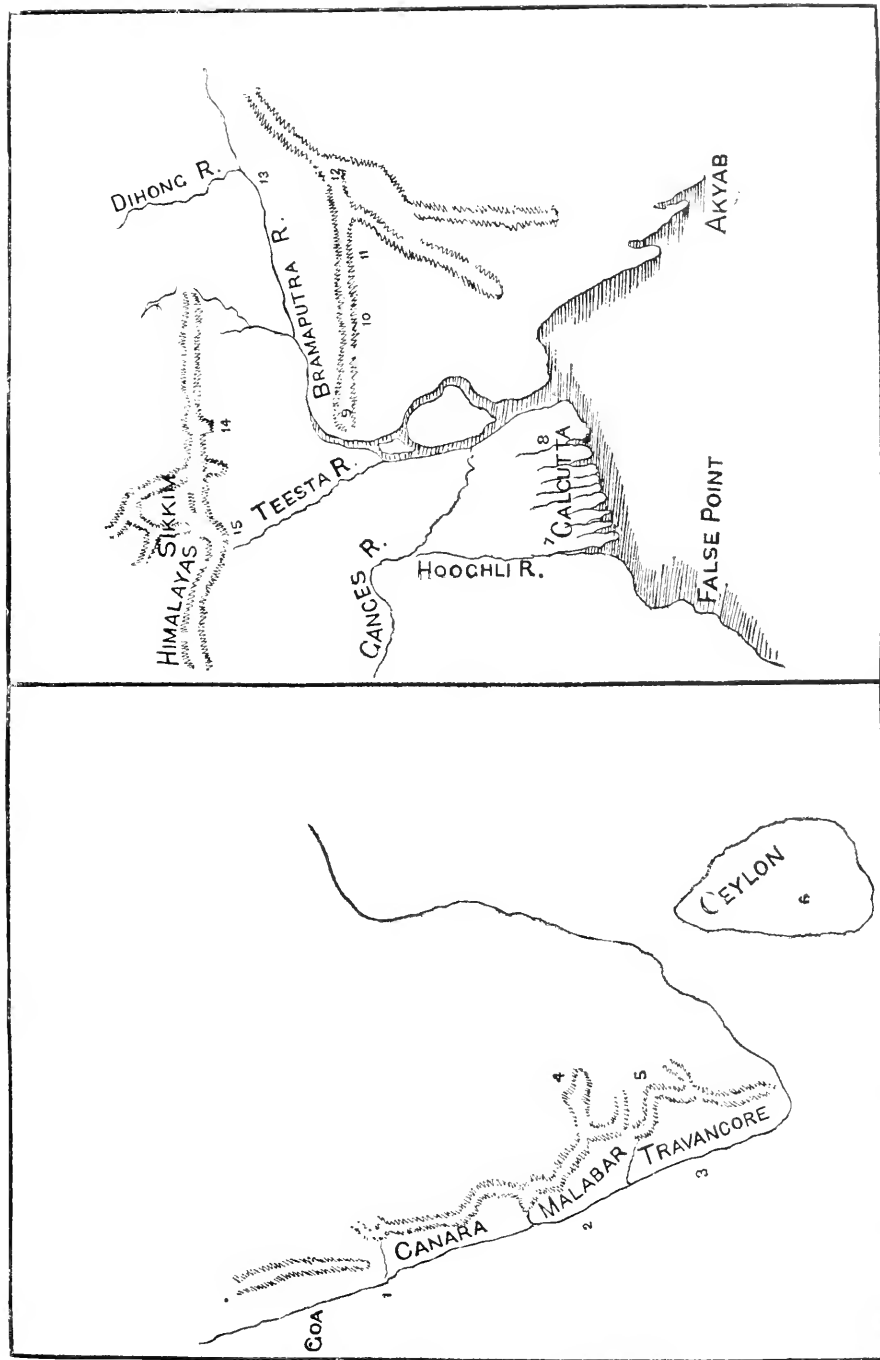 HIMALAYAS
SIKKIM
15
14
TEESTA R.
DIHONG R.
13
BRAMAPUTRA R.
GANGES R.
HOOGHLI R.
9
10
11
12
7
CALCUTTA
8
FALSE POINT
AKYAB
GOA
1
CANARA
2
MALABAR
3
TRAVANCORE
4
5
CEYLON
6